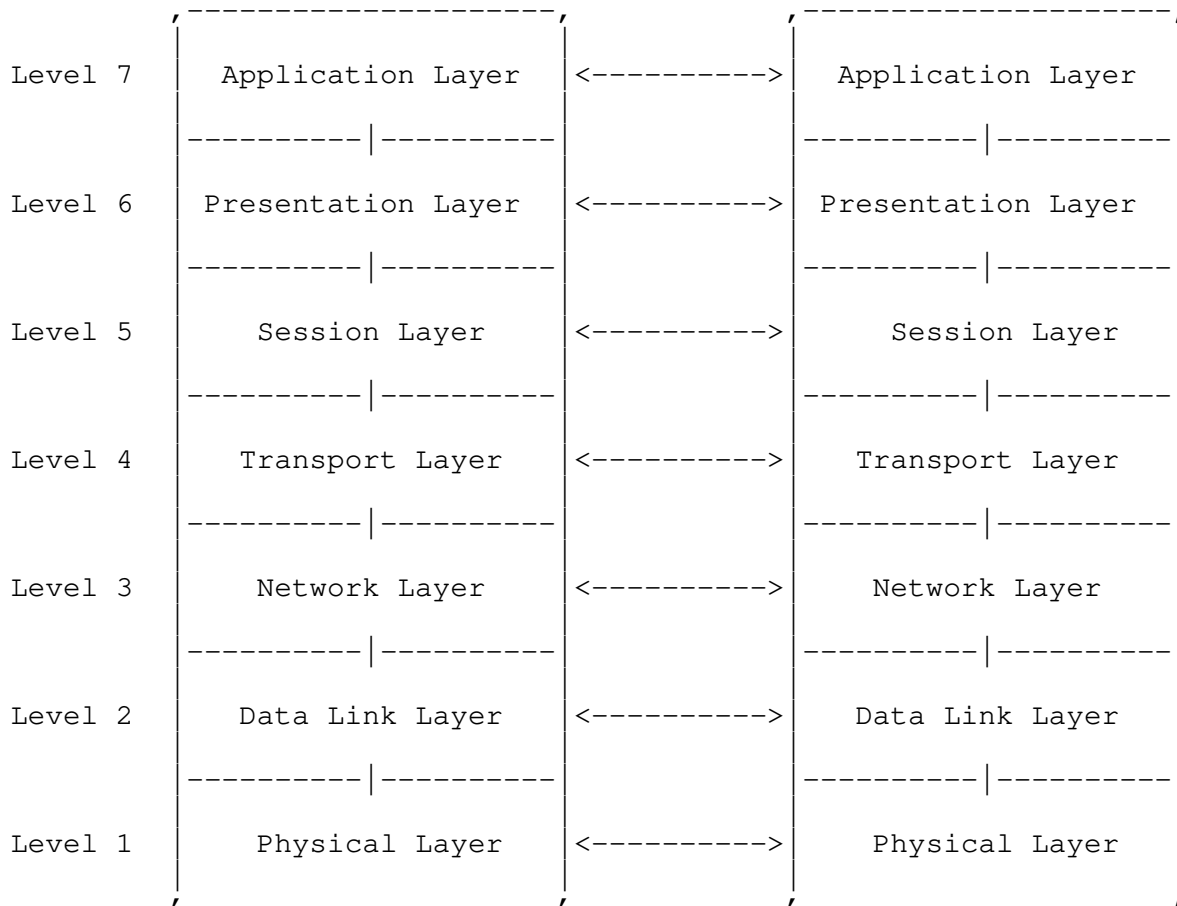 Level 7 Application Layer <----------> Application Layer
Level 6 Presentation Layer <----------> Presentation Layer
Level 5 Session Layer <----------> Session Layer
Level 4 Transport Layer <----------> Transport Layer
Level 3 Network Layer <----------> Network Layer
Level 2 Data Link Layer <----------> Data Link Layer
Level 1 Physical Layer <----------> Physical Layer